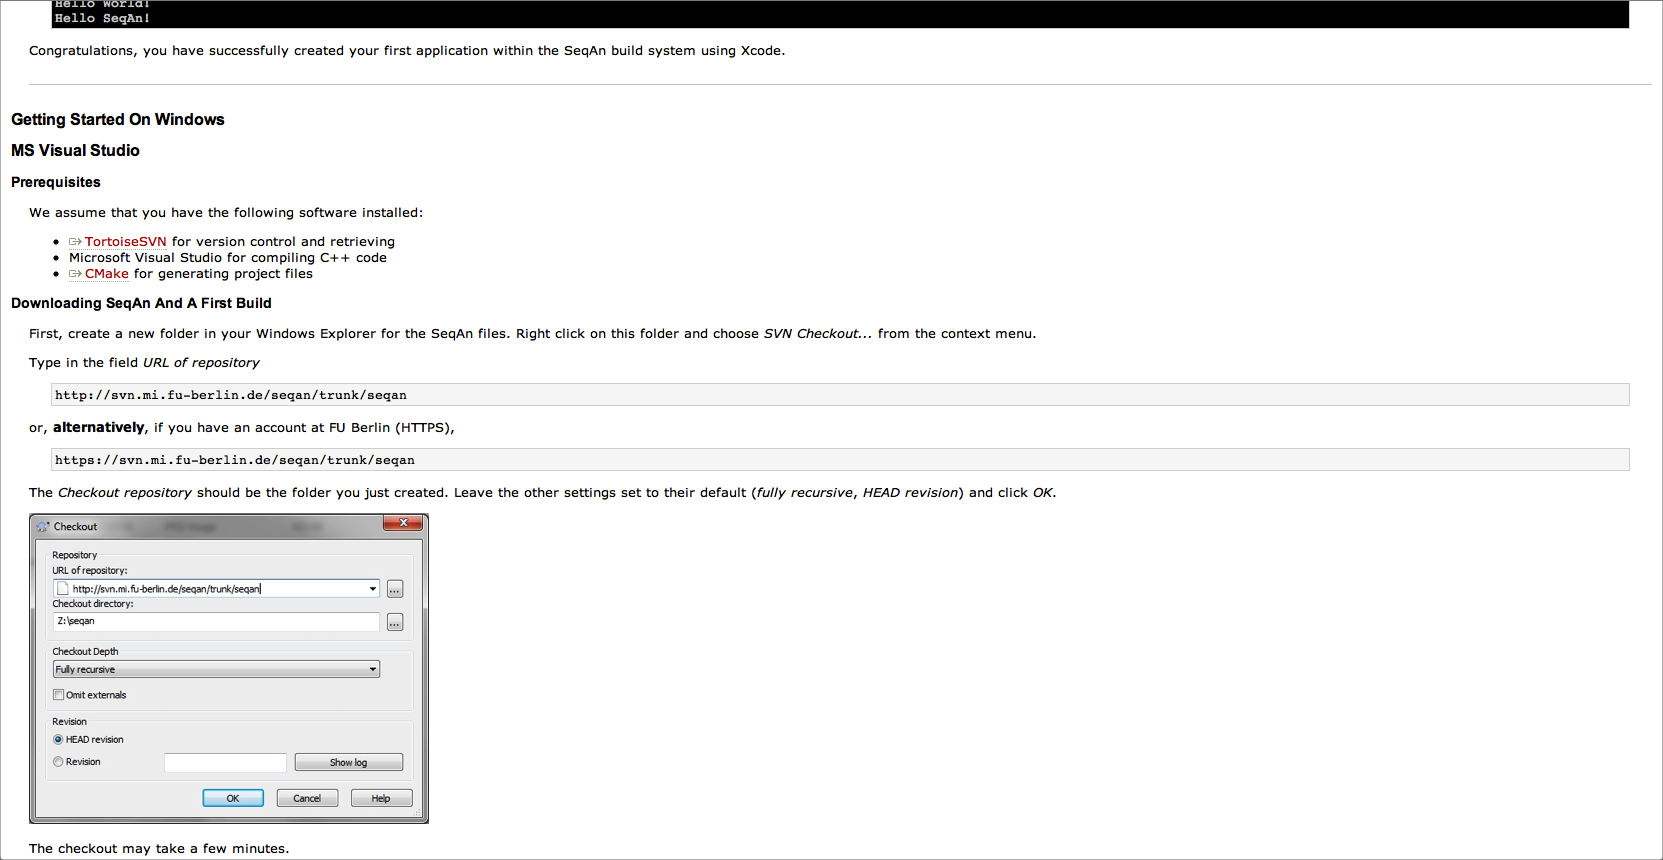 Hello World!
Hello SeqAn!
Congratulations, you have successfully created your first application within the SeqAn build system using Xcode.
Getting Started On Windows
MS Visual Studio
Prerequisites
We assume that you have the following software installed:
TortoiseSVN for version control and retrieving
Microsoft Visual Studio for compiling C++ code
CMake for generating project files
Downloading SeqAn And A First Build
First, create a new folder in your Windows Explorer for the SeqAn files. Right click on this folder and choose SVN Checkout... from the context menu.
Type in the field URL of repository
http://svn.mi.fu-berlin.de/seqan/trunk/seqan
or, alternatively, if you have an account at FU Berlin (HTTPS),
https://svn.mi.fu-berlin.de/seqan/trunk/seqan
The Checkout repository should be the folder you just created. Leave the other settings set to their default (fully recursive, HEAD revision) and click OK.
Checkout
Repository
URL of repository:
http://svn.mi.fu-berlin.de/seqan/trunk/seqan
...
Checkout directory:
Z:\seqan
...
Checkout Depth
Fully recursive
Omit externals
Revision
HEAD revision
Revision
Show log
OK Cancel Help
The checkout may take a few minutes.